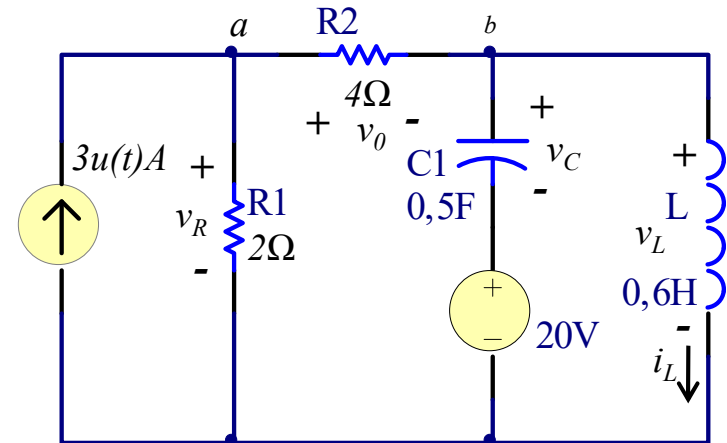 a
R2
b
+
4Ω
-
v0
3u(t)A
+
vR
-
R1
2Ω
C1
0,5F
+
vC
-
+
L
vL
0,6H
-
+
–
20V
iL